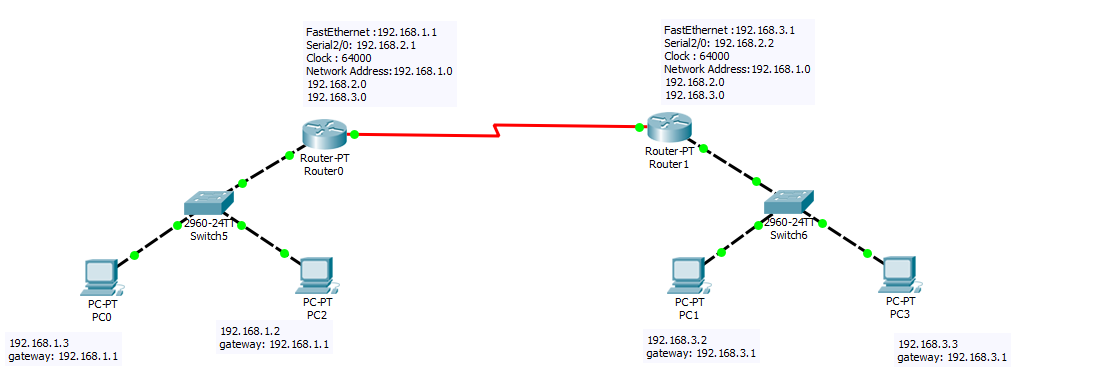 FastEthernet :192.168.1.1
Serial2/0: 192.168.2.1
Clock : 64000
Network Address:192.168.1.0
192.168.2.0
192.168.3.0
FastEthernet :192.168.3.1
Serial2/0: 192.168.2.2
Clock : 64000
Network Address:192.168.1.0
192.168.2.0
192.168.3.0
Router-PT
Router0
Router-PT
Router1
2960-24TT
Switch5
2960-24TT
Switch6
PC-PT
PC0
PC-PT
PC2
PC-PT
PC1
PC-PT
PC3
192.168.1.3
gateway: 192.168.1.1
192.168.1.2
gateway: 192.168.1.1
192.168.3.2
gateway: 192.168.3.1
192.168.3.3
gateway: 192.168.3.1